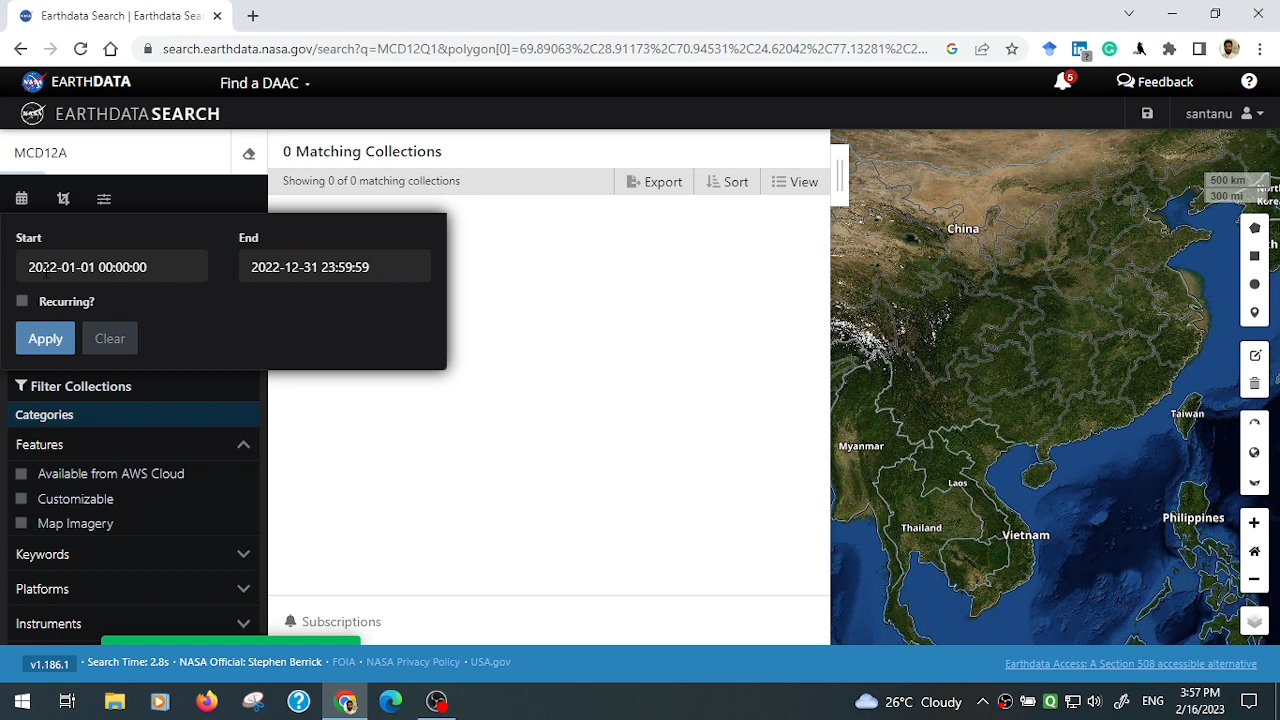 Earthdata Search | Earthdata Sear
search.earthdata.nasa.gov/search?q=MCD12Q1&polygon[0]=69.89063%2C28.91173%2C70.94531%2C24.62042%2C77.13281%2C2...
EARTHDATA
Find a DAAC
5
Feedback
EARTHDATA SEARCH
santanu
MCD12A
0 Matching Collections
Showing 0 of 0 matching collections
Export
Sort
View
Start
End
2022-01-01 00:00:00
2022-12-31 23:59:59
Recurring?
Apply
Clear
Filter Collections
Categories
Features
Available from AWS Cloud
Customizable
Map Imagery
Keywords
Platforms
Instruments
Subscriptions
500 km
300 mi
North
Korea
China
Taiwan
Myanmar
Laos
Thailand
Vietnam
Philippines
v1.186.1 • Search Time: 2.8s • NASA Official: Stephen Berrick • FOIA • NASA Privacy Policy • USA.gov
Earthdata Access: A Section 508 accessible alternative
26°C Cloudy
ENG
3:57 PM
2/16/2023